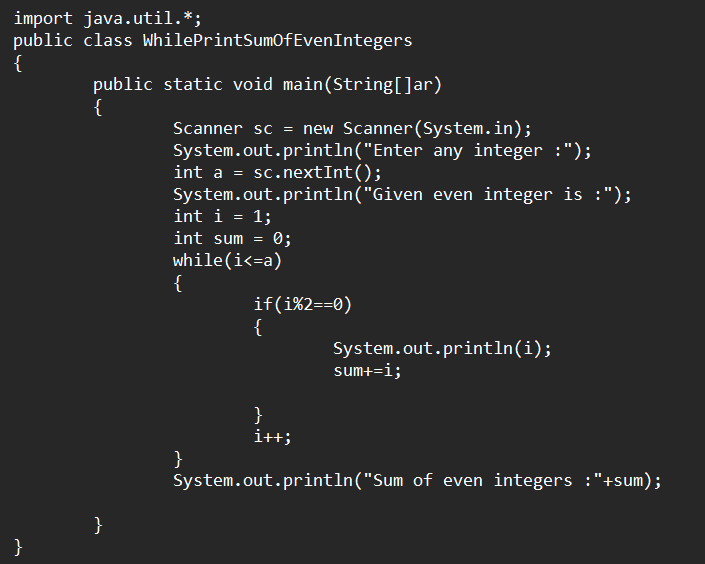 import java.util.*;
public class WhilePrintSumOfEvenIntegers
{
        public static void main(String[]ar)
        {
                Scanner sc = new Scanner(System.in);
                System.out.println("Enter any integer :");
                int a = sc.nextInt();
                System.out.println("Given even integer is :");
                int i = 1;
                int sum = 0;
                while(i<=a)
                {
                        if(i%2==0)
                        {
                                System.out.println(i);
                                sum+=i;

                        }
                        i++;
                }
                System.out.println("Sum of even integers :"+sum);

        }
}